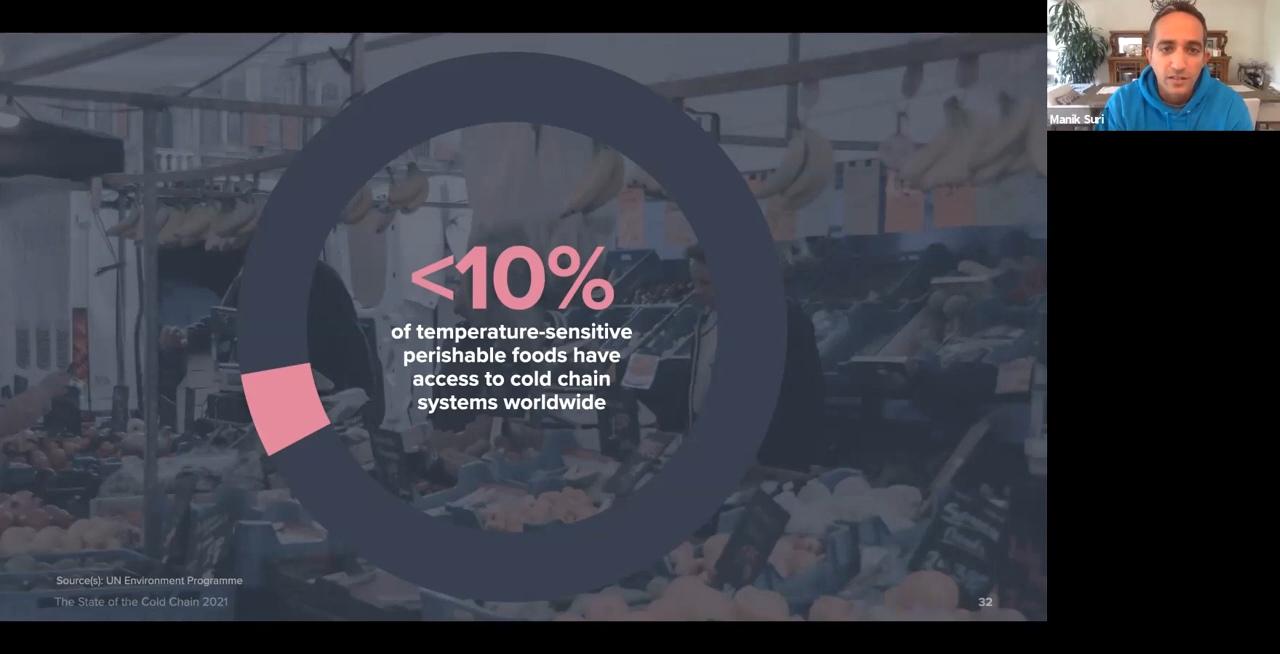 <10%
of temperature-sensitive
perishable foods have
access to cold chain
systems worldwide
Source(s): UN Environment Programme
The State of the Cold Chain 2021
32
Manik Suri